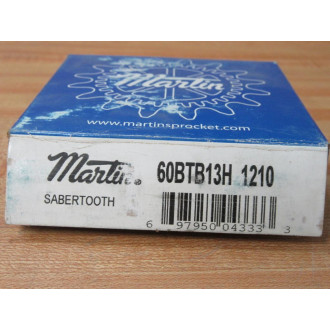 Martin
www.martinsprocket.com
Martin
60BTB13H 1210
SABERTOOTH
6 97950 04333 3